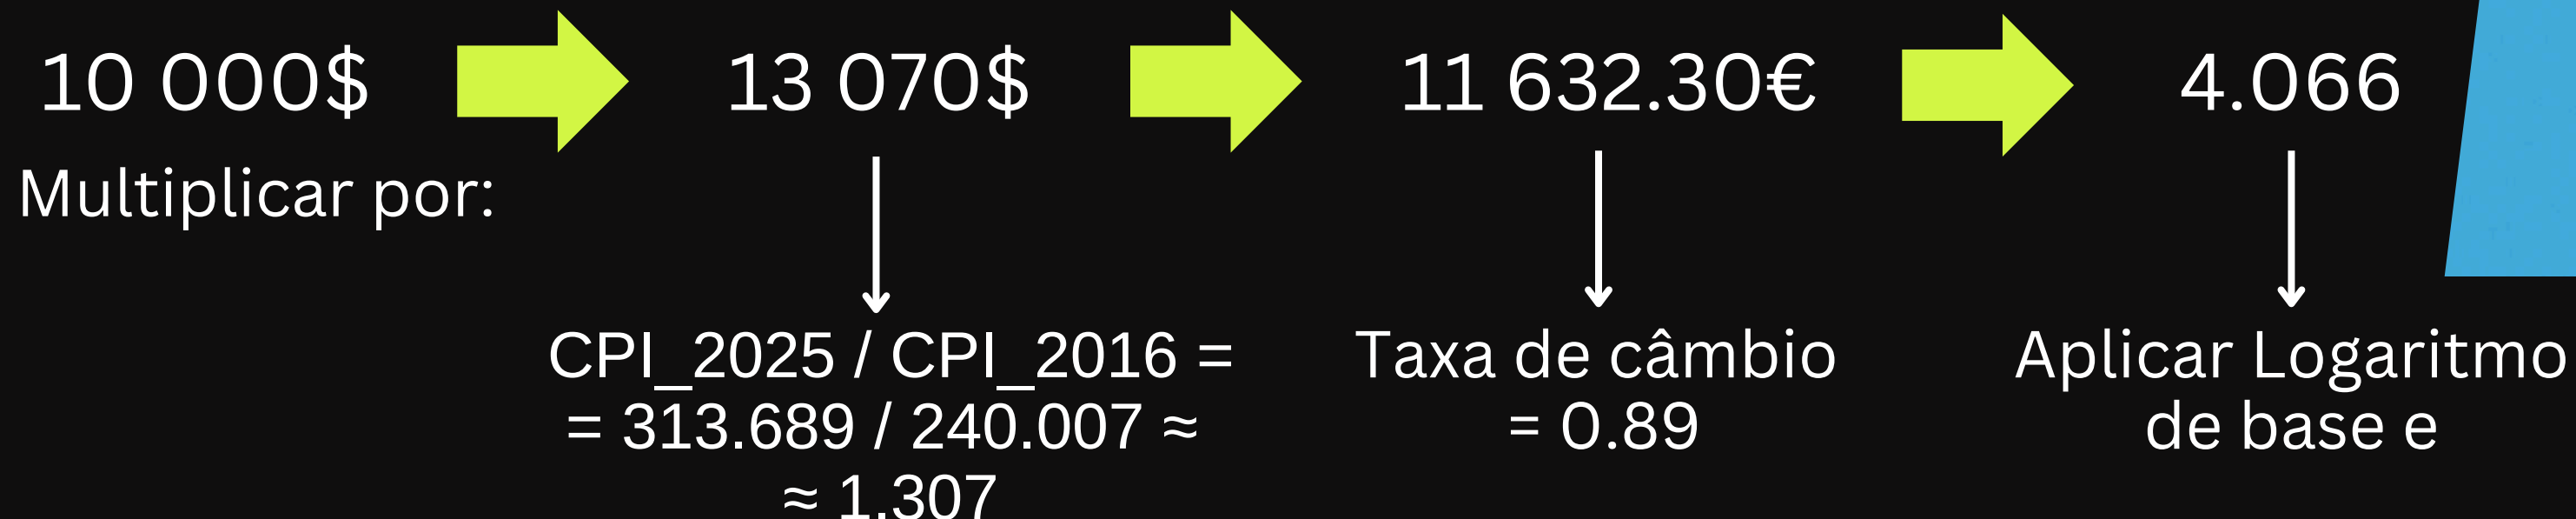 10 000$ 13 070$ 11 632.30€ 4.066
Multiplicar por:
CPI_2025 / CPI_2016 =
= 313.689 / 240.007 ≈
≈ 1.307
Taxa de câmbio
= 0.89
Aplicar Logaritmo
de base e